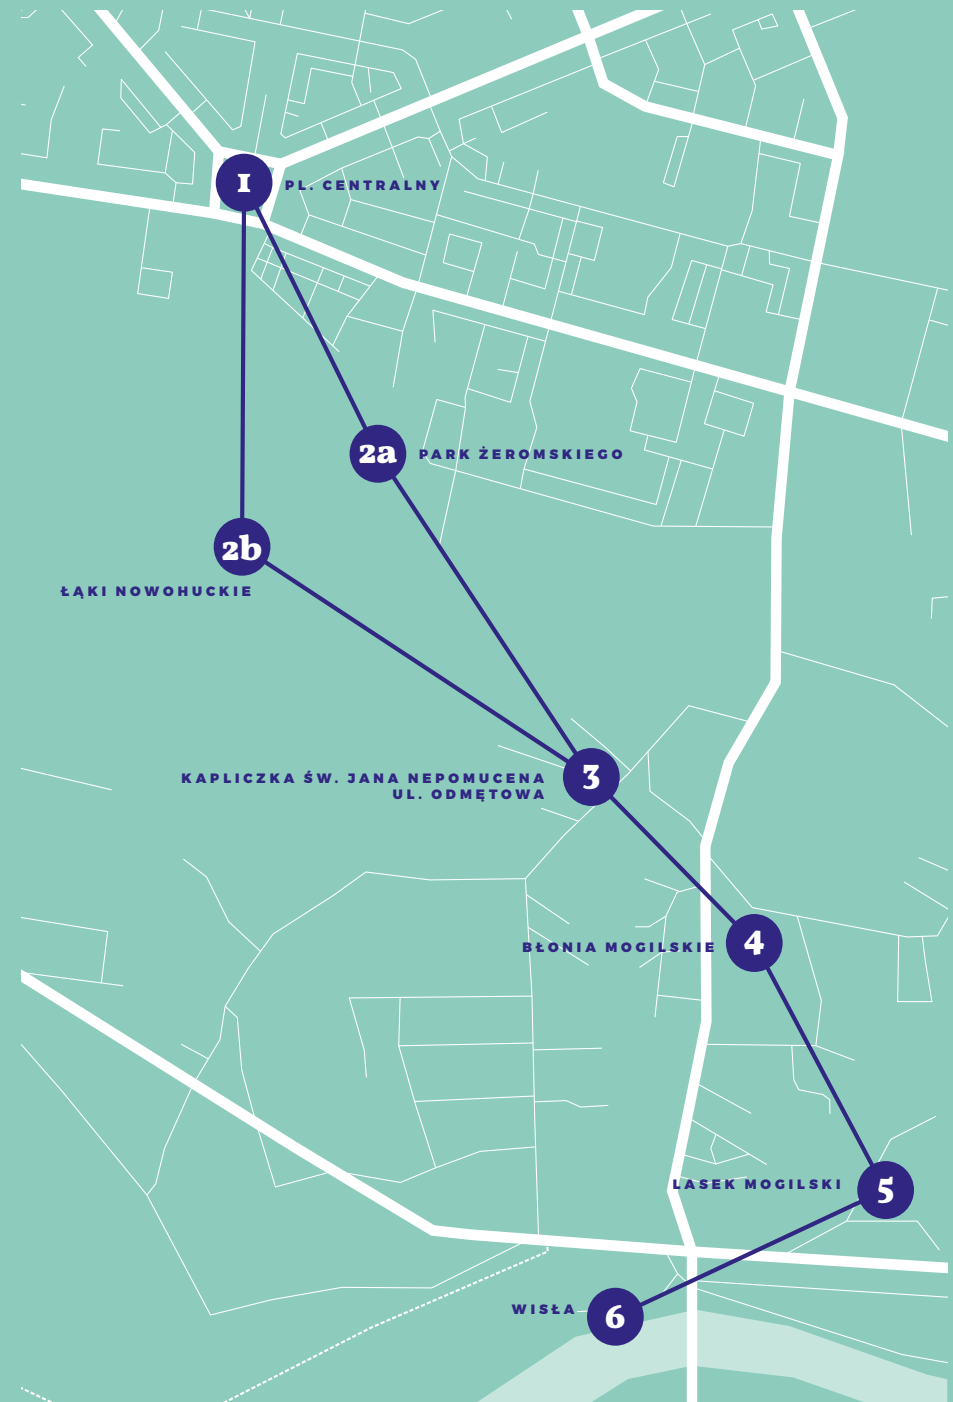 1 PL. CENTRALNY
2a PARK ŻEROMSKIEGO
2b
ŁĄKI NOWOHUCKIE
3
KAPLICZKA ŚW. JANA NEPOMUCENA
UL. ODMĘTOWA
4
BŁONIA MOGILSKIE
LASEK MOGILSKI 5
WISŁA 6